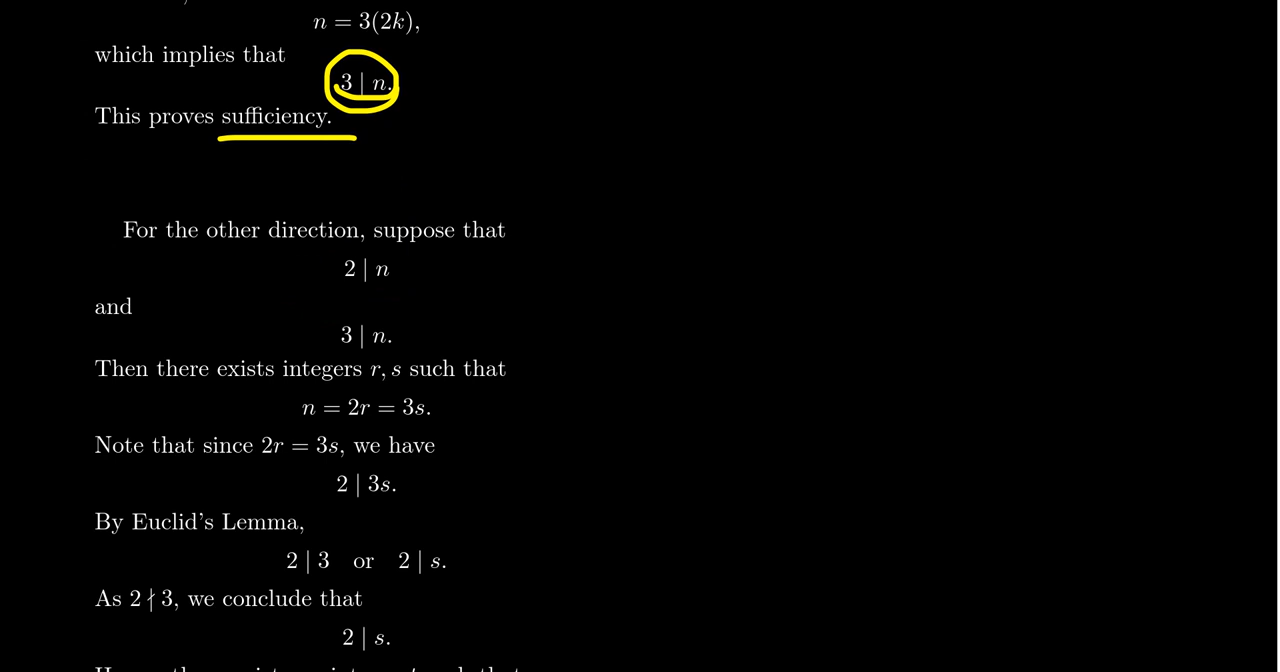 n = 3(2k),
which implies that
3 | n.
This proves sufficiency.
For the other direction, suppose that
2 | n
and
3 | n.
Then there exists integers r, s such that
n = 2r = 3s.
Note that since 2r = 3s, we have
2 | 3s.
By Euclid's Lemma,
2 | 3 or 2 | s.
As 2 ∤ 3, we conclude that
2 | s.